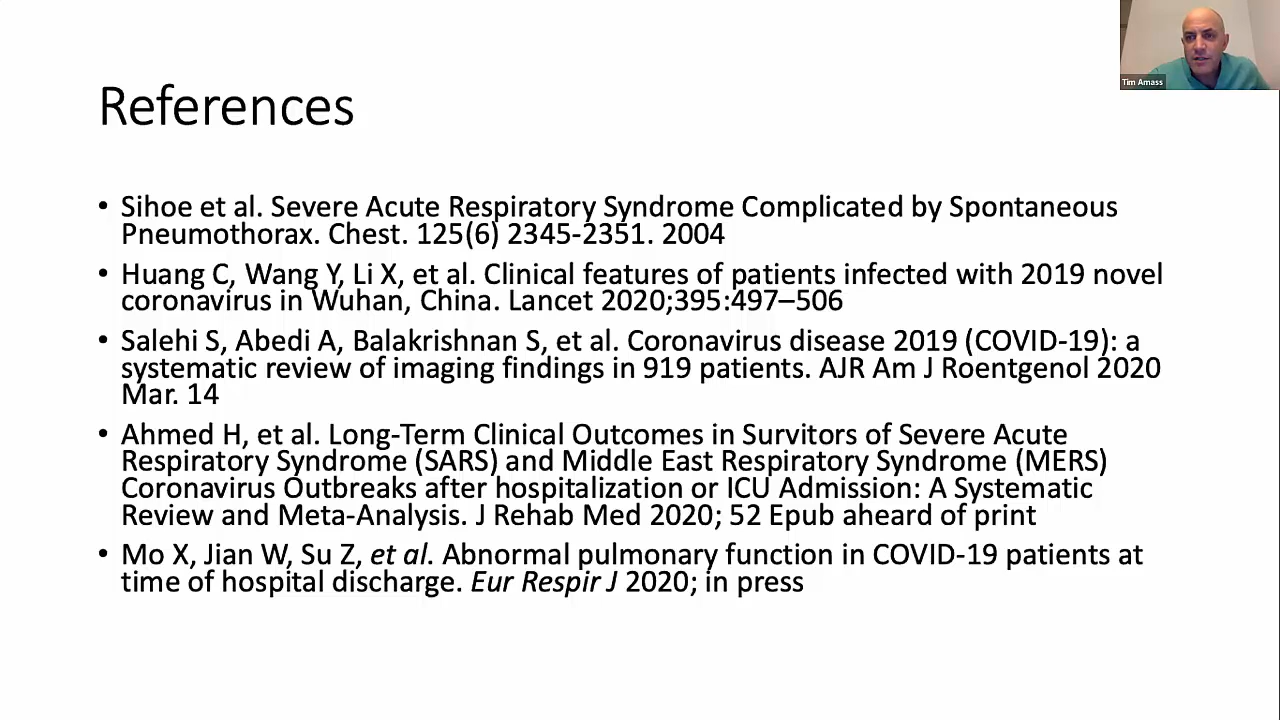 Tim Amass
References
• Sihoe et al. Severe Acute Respiratory Syndrome Complicated by Spontaneous
Pneumothorax. Chest. 125(6) 2345-2351. 2004
• Huang C, Wang Y, Li X, et al. Clinical features of patients infected with 2019 novel
coronavirus in Wuhan, China. Lancet 2020;395:497–506
• Salehi S, Abedi A, Balakrishnan S, et al. Coronavirus disease 2019 (COVID-19): a
systematic review of imaging findings in 919 patients. AJR Am J Roentgenol 2020
Mar. 14
• Ahmed H, et al. Long-Term Clinical Outcomes in Survitors of Severe Acute
Respiratory Syndrome (SARS) and Middle East Respiratory Syndrome (MERS)
Coronavirus Outbreaks after hospitalization or ICU Admission: A Systematic
Review and Meta-Analysis. J Rehab Med 2020; 52 Epub aheard of print
• Mo X, Jian W, Su Z, et al. Abnormal pulmonary function in COVID-19 patients at
time of hospital discharge. Eur Respir J 2020; in press